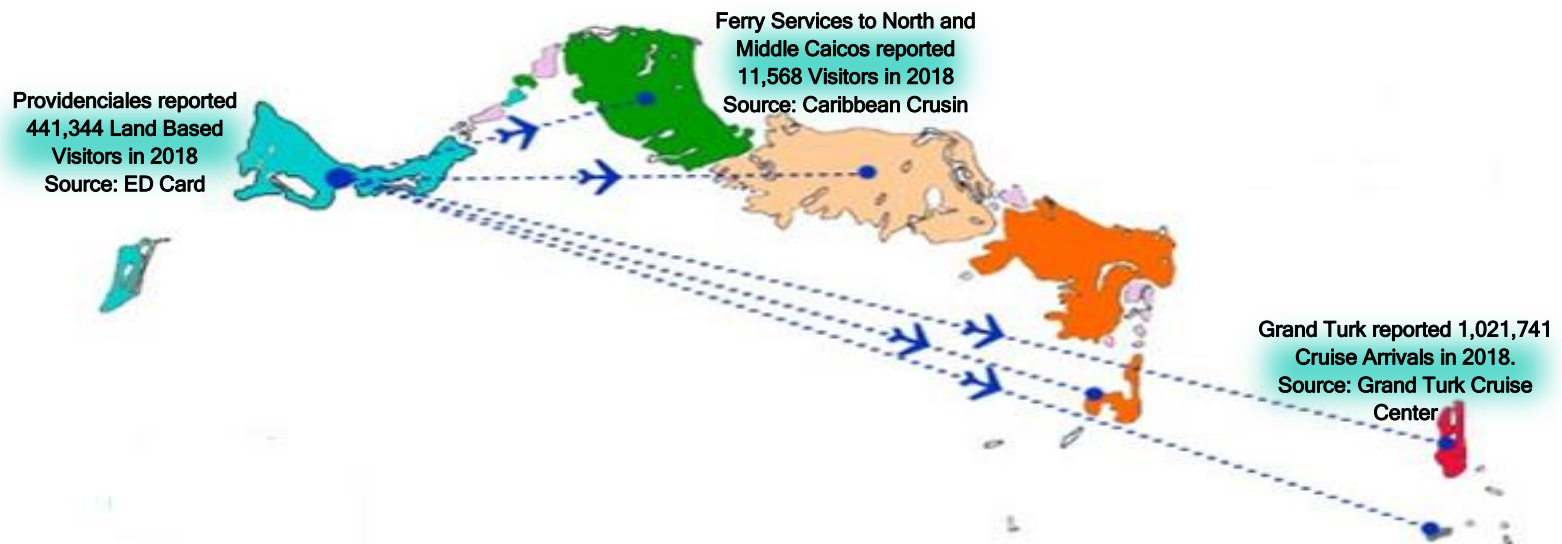 Ferry Services to North and
Middle Caicos reported
11,568 Visitors in 2018
Source: Caribbean Crusin
Providenciales reported
441,344 Land Based
Visitors in 2018
Source: ED Card
Grand Turk reported 1,021,741
Cruise Arrivals in 2018.
Source: Grand Turk Cruise
Center